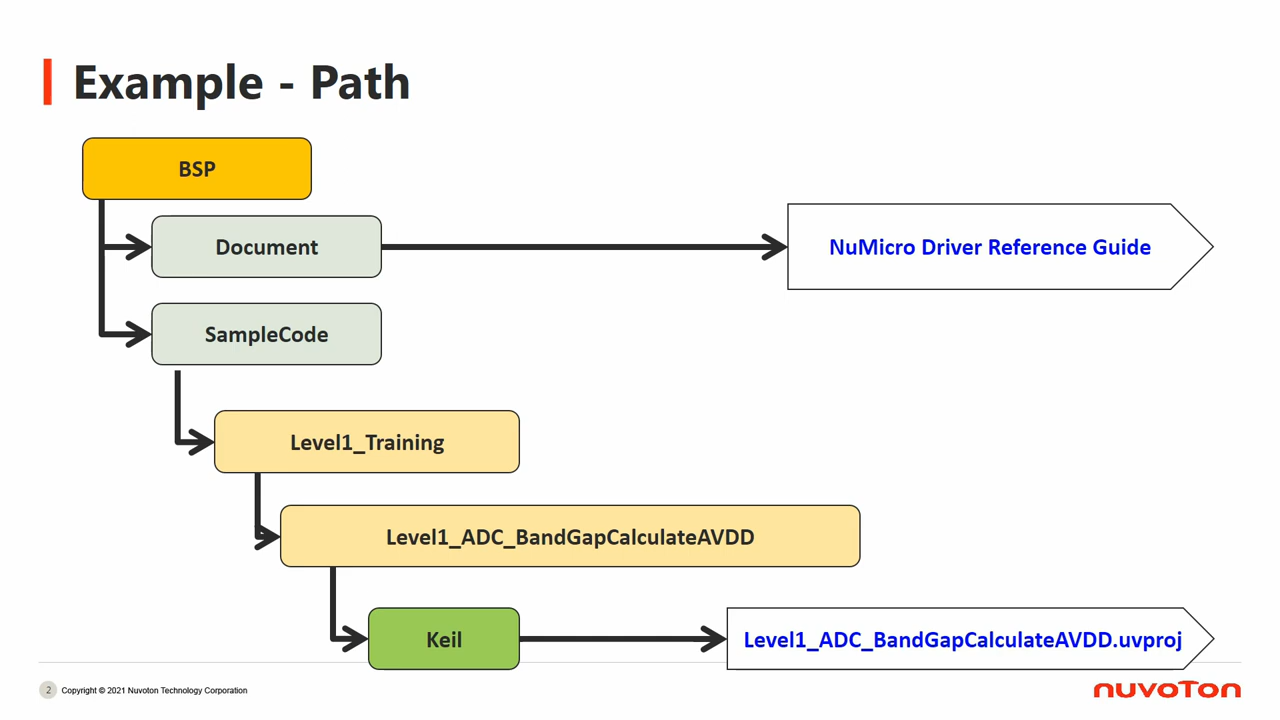 Example - Path
BSP
Document
NuMicro Driver Reference Guide
SampleCode
Level1_Training
Level1_ADC_BandGapCalculateAVDD
Keil
Level1_ADC_BandGapCalculateAVDD.uvproj
2
Copyright © 2021 Nuvoton Technology Corporation
nuvoTon